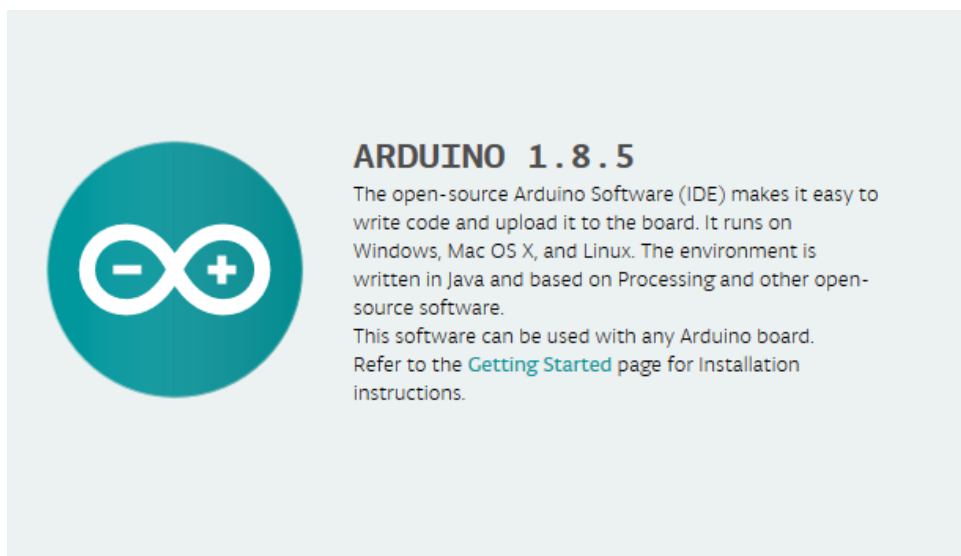 ARDUINO 1.8.5
The open-source Arduino Software (IDE) makes it easy to
write code and upload it to the board. It runs on
Windows, Mac OS X, and Linux. The environment is
written in Java and based on Processing and other open-
source software.
This software can be used with any Arduino board.
Refer to the Getting Started page for Installation
instructions.